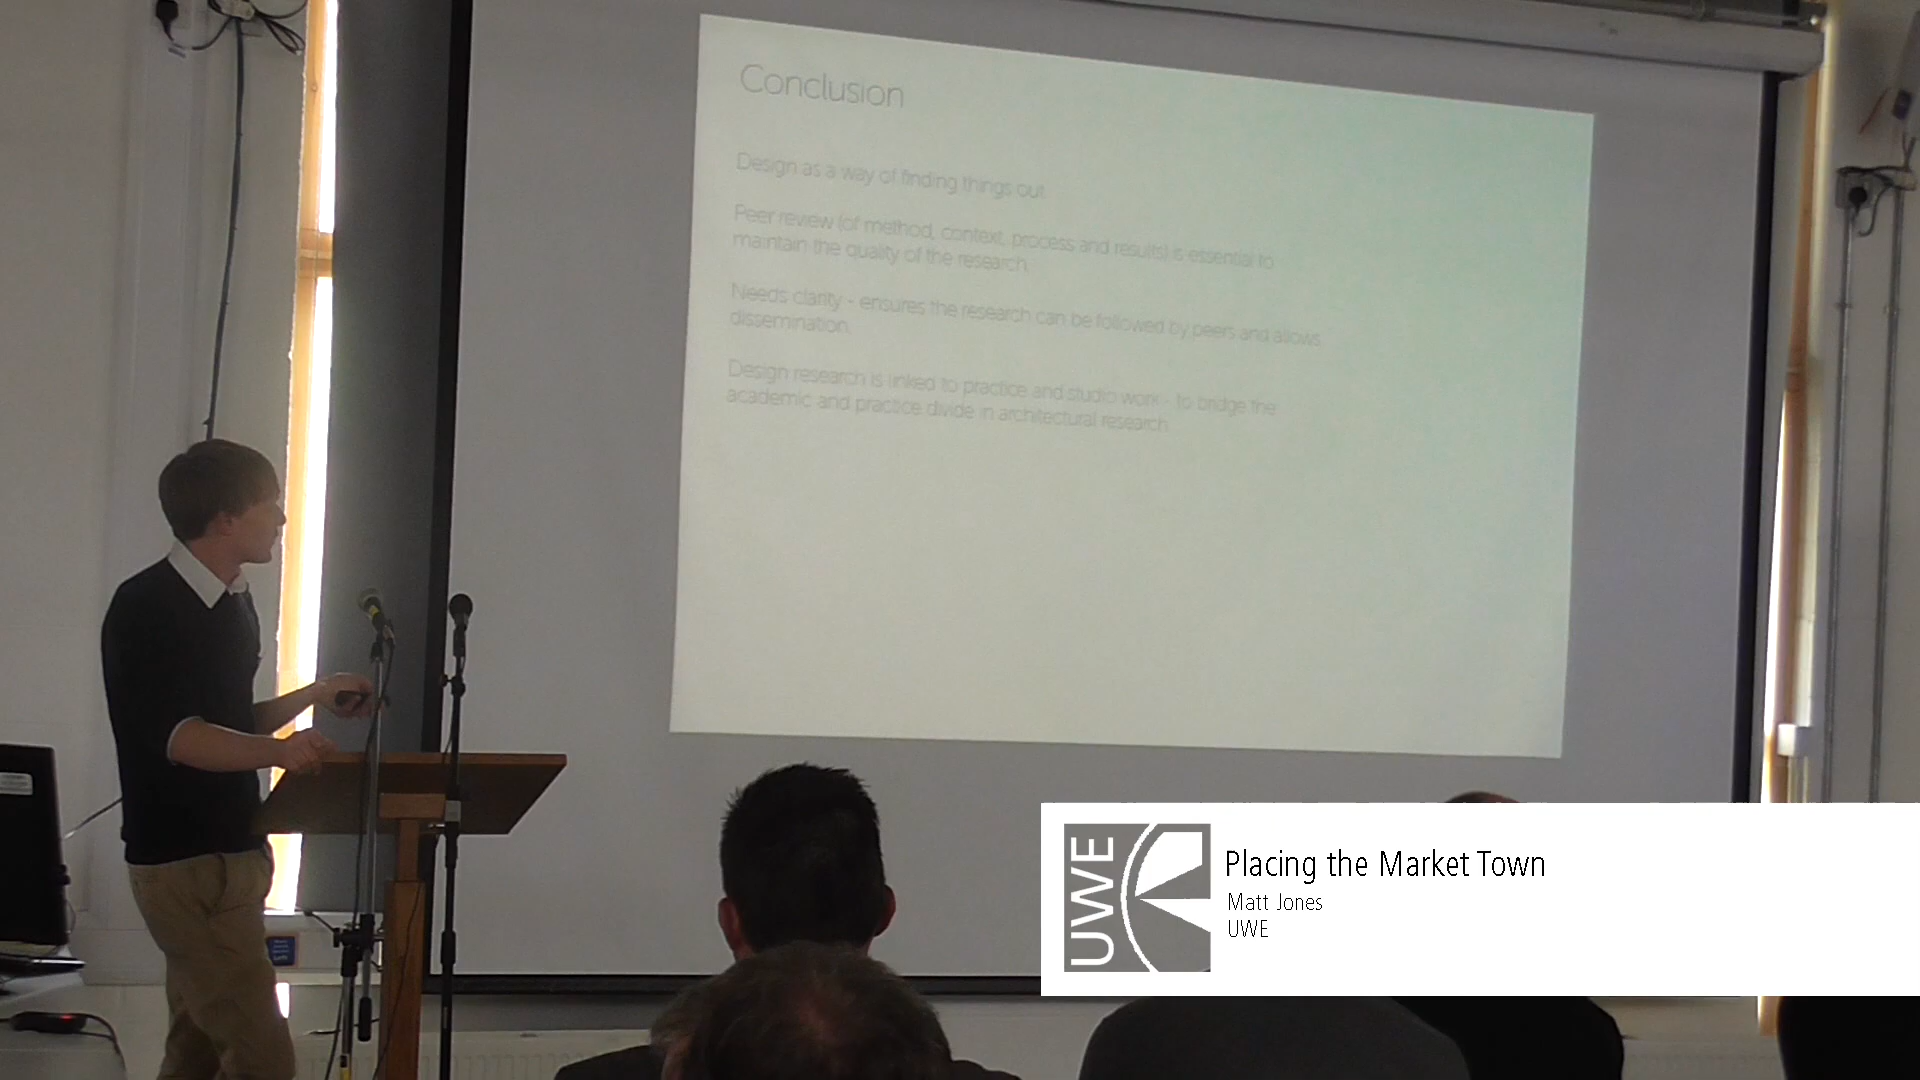 Conclusion
Design as a way of finding things out.
Peer review (of method, context, process and results) is essential to
maintain the quality of the research.
Needs clarity - ensures the research can be followed by peers and allows
dissemination.
Design research is linked to practice and studio work - to bridge the
academic and practice divide in architectural research.
UWE
Placing the Market Town
Matt Jones
UWE